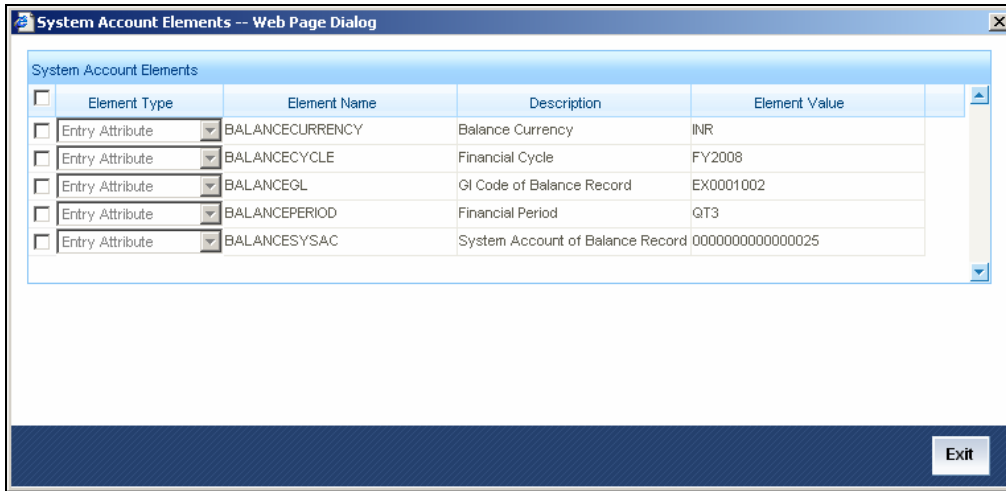 System Account Elements -- Web Page Dialog
System Account Elements
Element Type Element Name Description Element Value
Entry Attribute BALANCECURRENCY Balance Currency INR
Entry Attribute BALANCECYCLE Financial Cycle FY2008
Entry Attribute BALANCEGL Gl Code of Balance Record EX0001002
Entry Attribute BALANCEPERIOD Financial Period QT3
Entry Attribute BALANCESYSAC System Account of Balance Record 0000000000000025
Exit